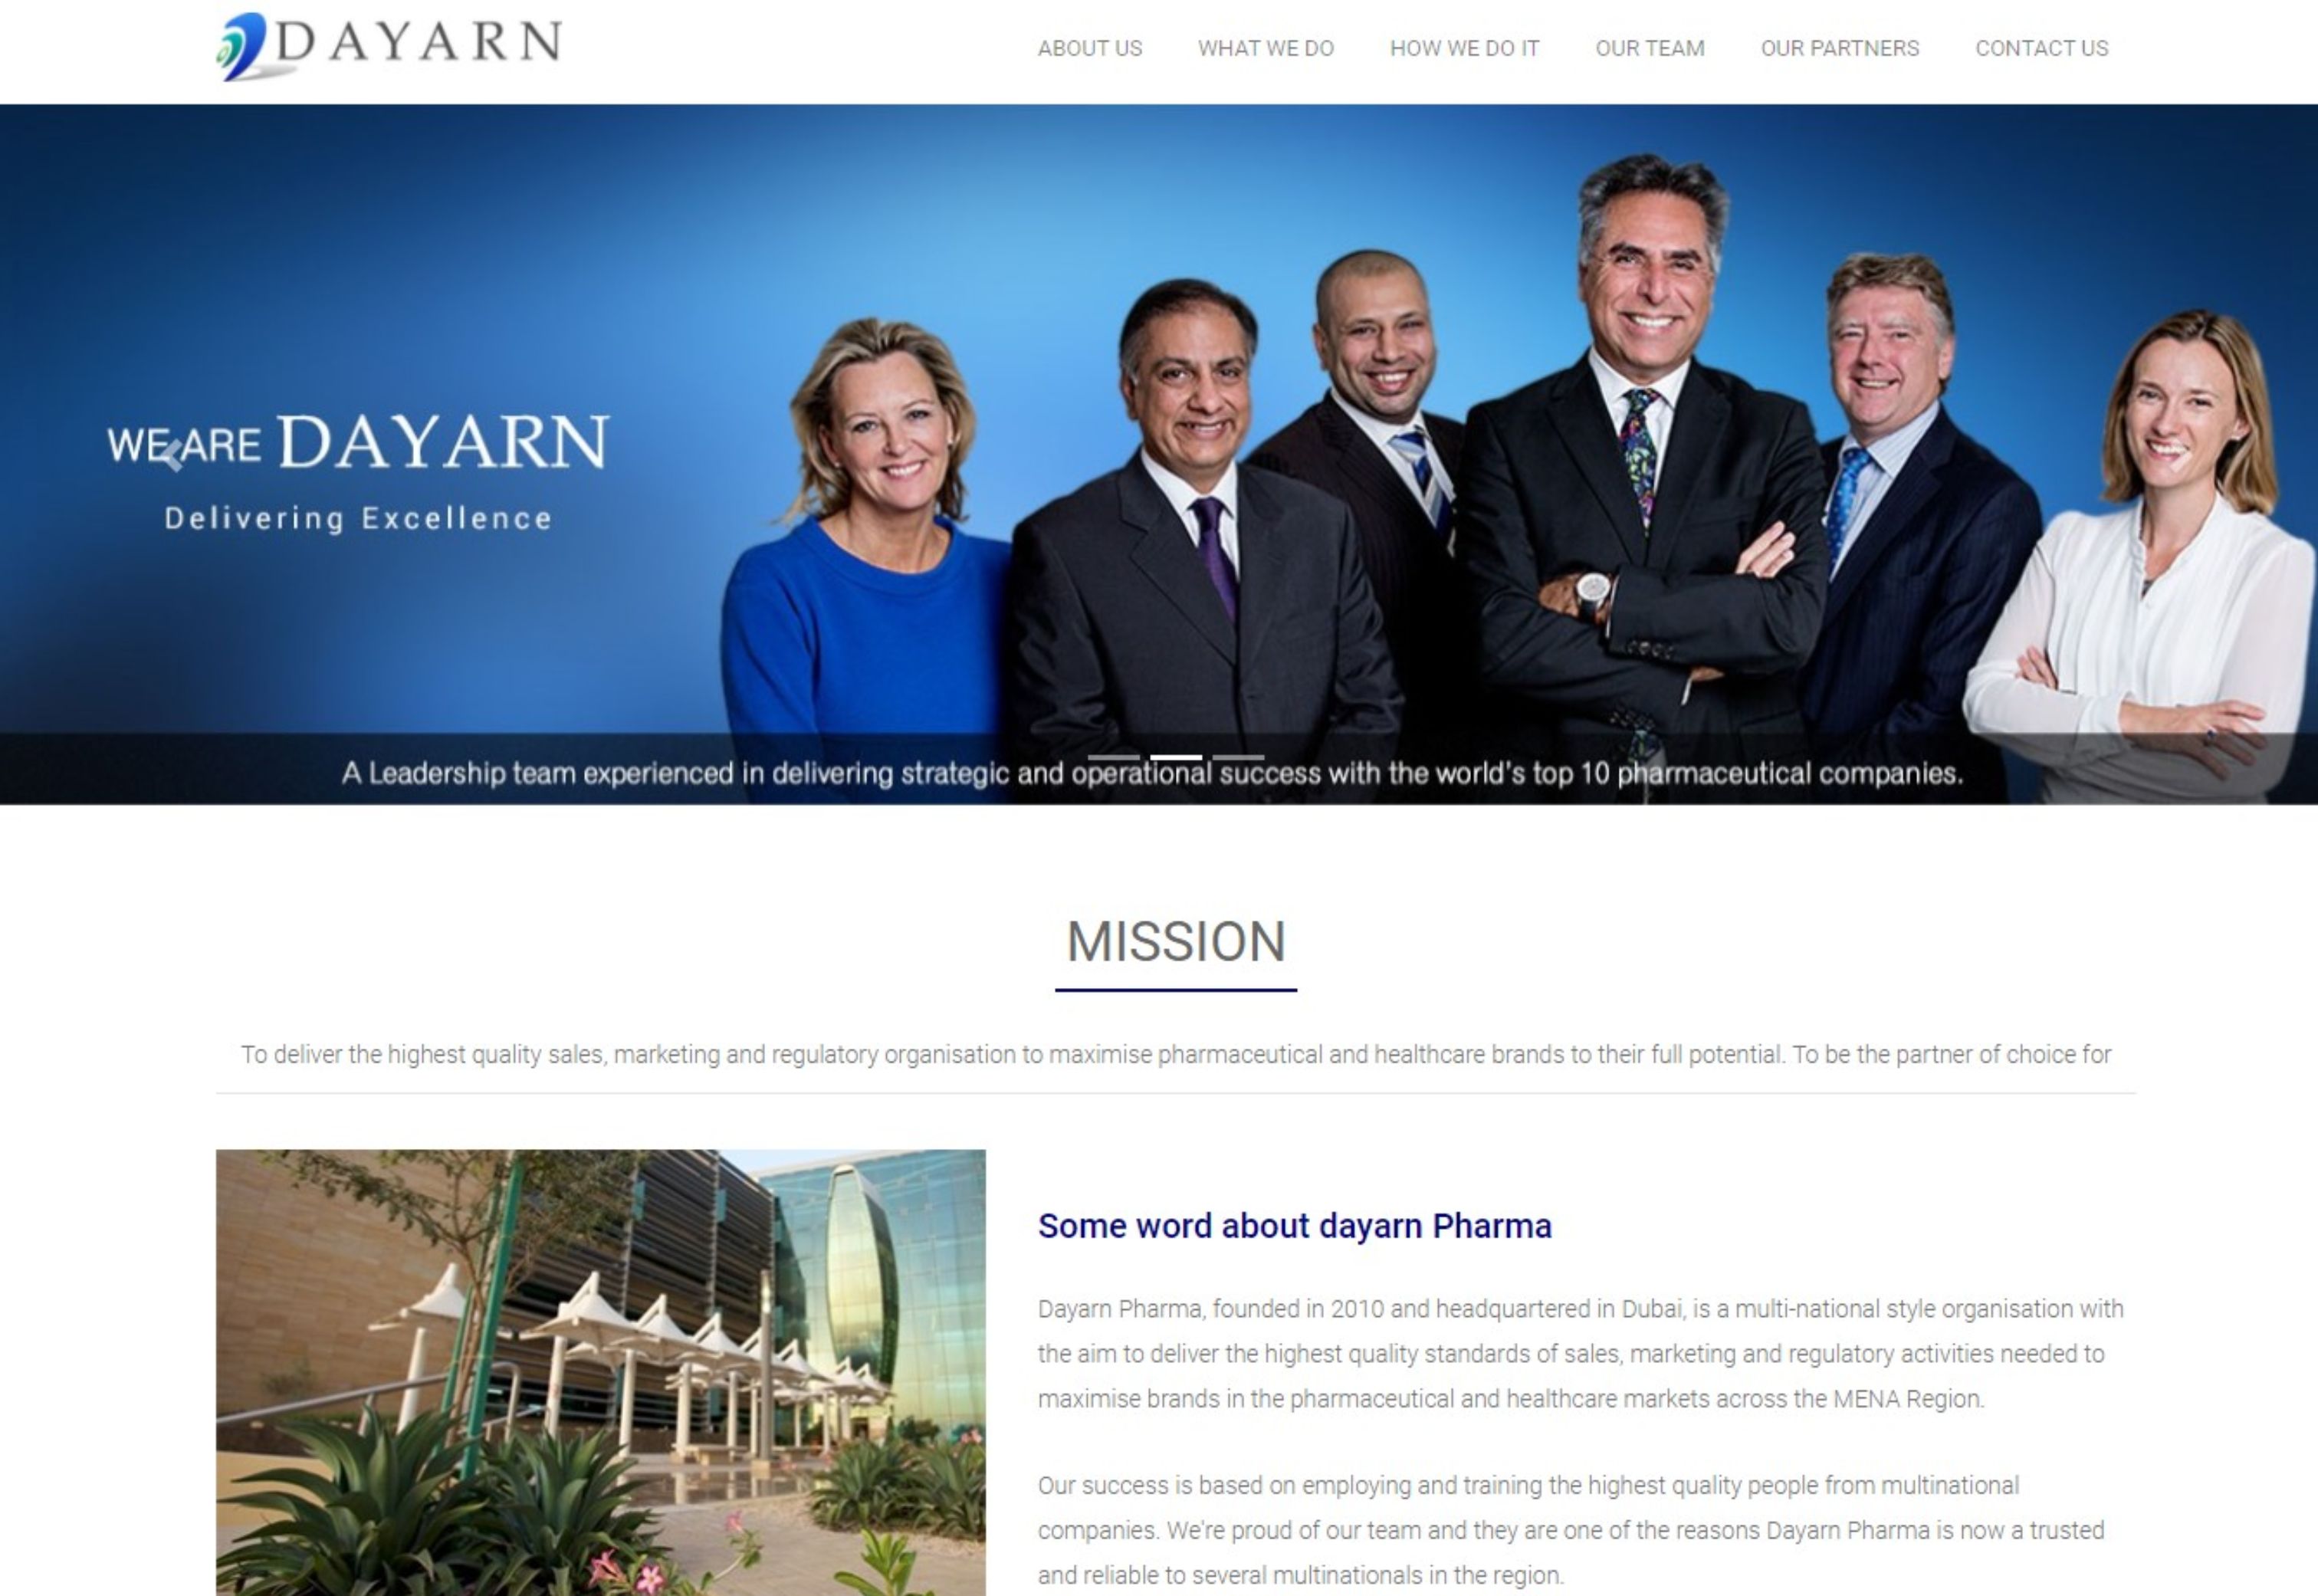 DAYARN
ABOUT US
WHAT WE DO
HOW WE DO IT
OUR TEAM
OUR PARTNERS
CONTACT US
WE ARE DAYARN
Delivering Excellence
A Leadership team experienced in delivering strategic and operational success with the world's top 10 pharmaceutical companies.
MISSION
To deliver the highest quality sales, marketing and regulatory organisation to maximise pharmaceutical and healthcare brands to their full potential. To be the partner of choice for
Some word about dayarn Pharma
Dayarn Pharma, founded in 2010 and headquartered in Dubai, is a multi-national style organisation with
the aim to deliver the highest quality standards of sales, marketing and regulatory activities needed to
maximise brands in the pharmaceutical and healthcare markets across the MENA Region.
Our success is based on employing and training the highest quality people from multinational
companies. We're proud of our team and they are one of the reasons Dayarn Pharma is now a trusted
and reliable to several multinationals in the region.